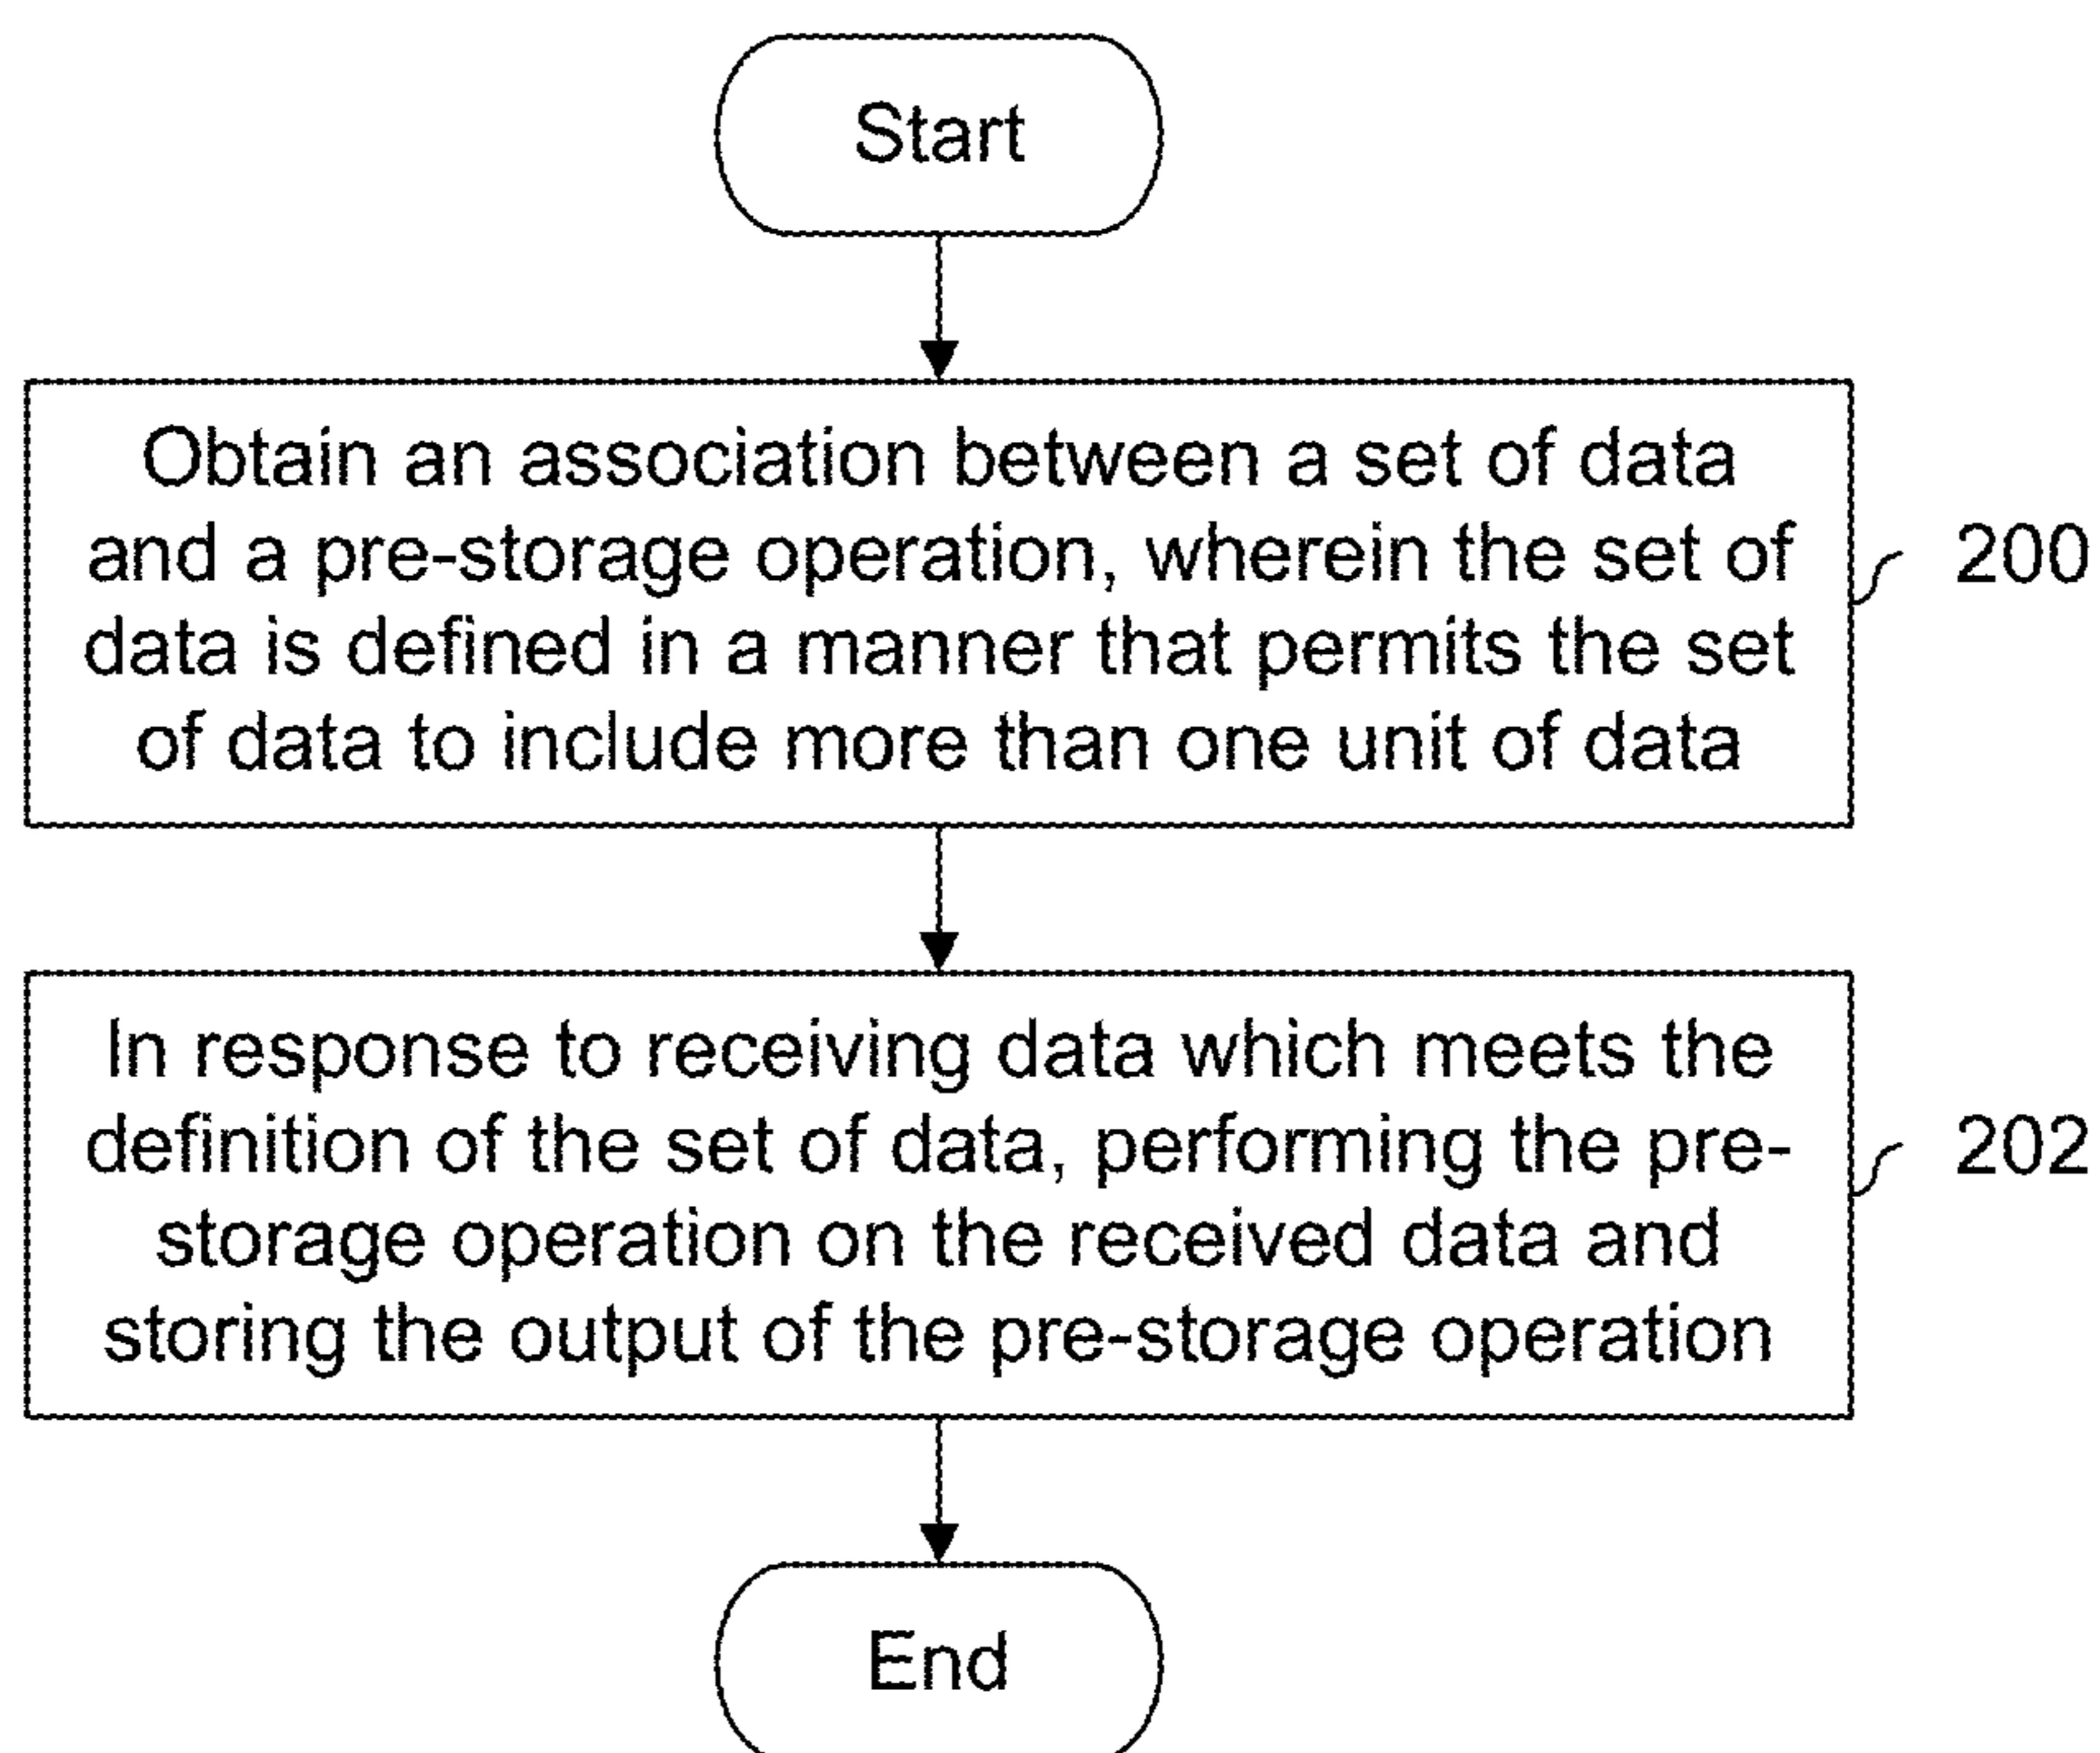 Start
Obtain an association between a set of data
and a pre-storage operation, wherein the set of
data is defined in a manner that permits the set
of data to include more than one unit of data
200
In response to receiving data which meets the
definition of the set of data, performing the pre-
storage operation on the received data and
storing the output of the pre-storage operation
202
End